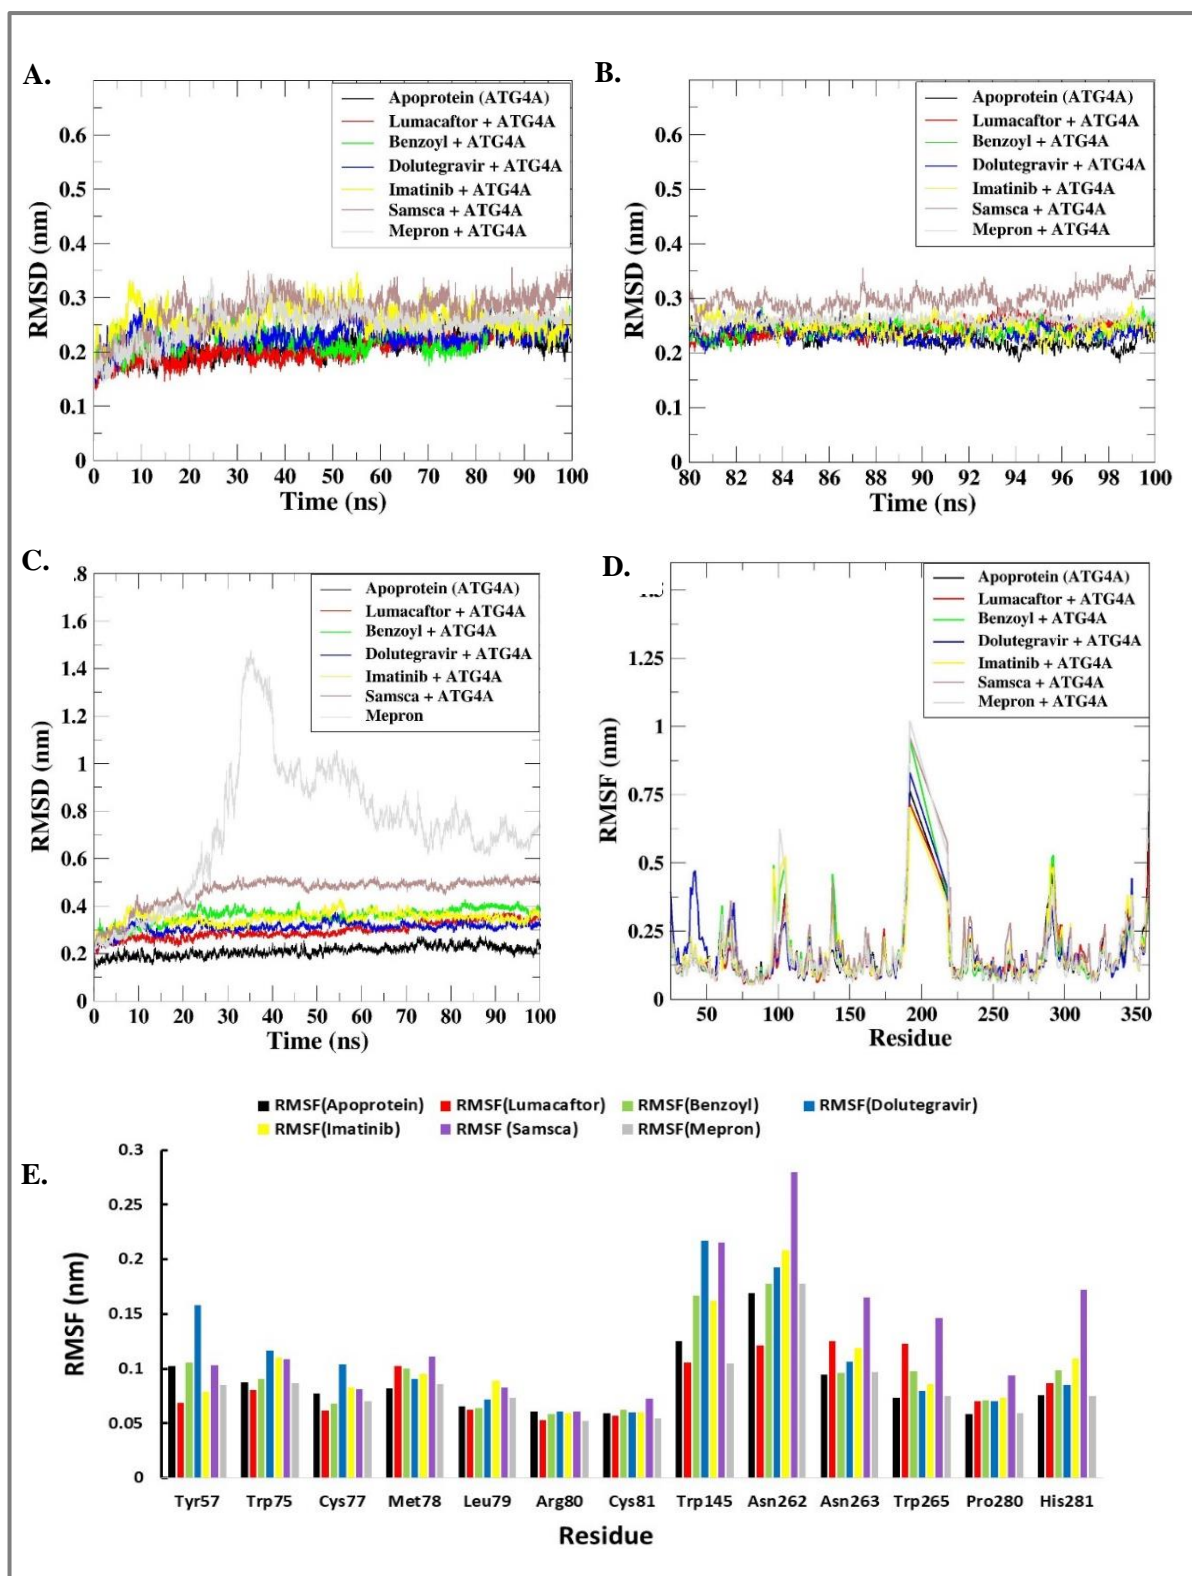 A.
Apoprotein (ATG4A)
Lumacaftor + ATG4A
Benzoyl + ATG4A
Dolutegravir + ATG4A
Imatinib + ATG4A
Samsca + ATG4A
Mepron + ATG4A
RMSD (nm)
0.6
0.5
0.4
0.3
0.2
0.1
0
0 10 20 30 40 50 60 70 80 90 100
Time (ns)
B.
Apoprotein (ATG4A)
Lumacaftor + ATG4A
Benzoyl + ATG4A
Dolutegravir + ATG4A
Imatinib + ATG4A
Samsca + ATG4A
Mepron + ATG4A
RMSD (nm)
0.6
0.5
0.4
0.3
0.2
0.1
0
80 82 84 86 88 90 92 94 96 98 100
Time (ns)
C.
Apoprotein (ATG4A)
Lumacaftor + ATG4A
Benzoyl + ATG4A
Dolutegravir + ATG4A
Imatinib + ATG4A
Samsca + ATG4A
Mepron
RMSD (nm)
.8
1.6
1.4
1.2
1
0.8
0.6
0.4
0.2
0
0 10 20 30 40 50 60 70 80 90 100
Time (ns)
D.
Apoprotein (ATG4A)
Lumacaftor + ATG4A
Benzoyl + ATG4A
Dolutegravir + ATG4A
Imatinib + ATG4A
Samsca + ATG4A
Mepron + ATG4A
RMSF (nm)
1.25
1
0.75
0.5
0.25
0
50 100 150 200 250 300 350
Residue
RMSF(Apoprotein) RMSF(Lumacaftor) RMSF(Benzoyl) RMSF(Dolutegravir)
RMSF(Imatinib) RMSF (Samsca) RMSF(Mepron)
E.
RMSF (nm)
0.3
0.25
0.2
0.15
0.1
0.05
0
Tyr57 Trp75 Cys77 Met78 Leu79 Arg80 Cys81 Trp145 Asn262 Asn263 Trp265 Pro280 His281
Residue